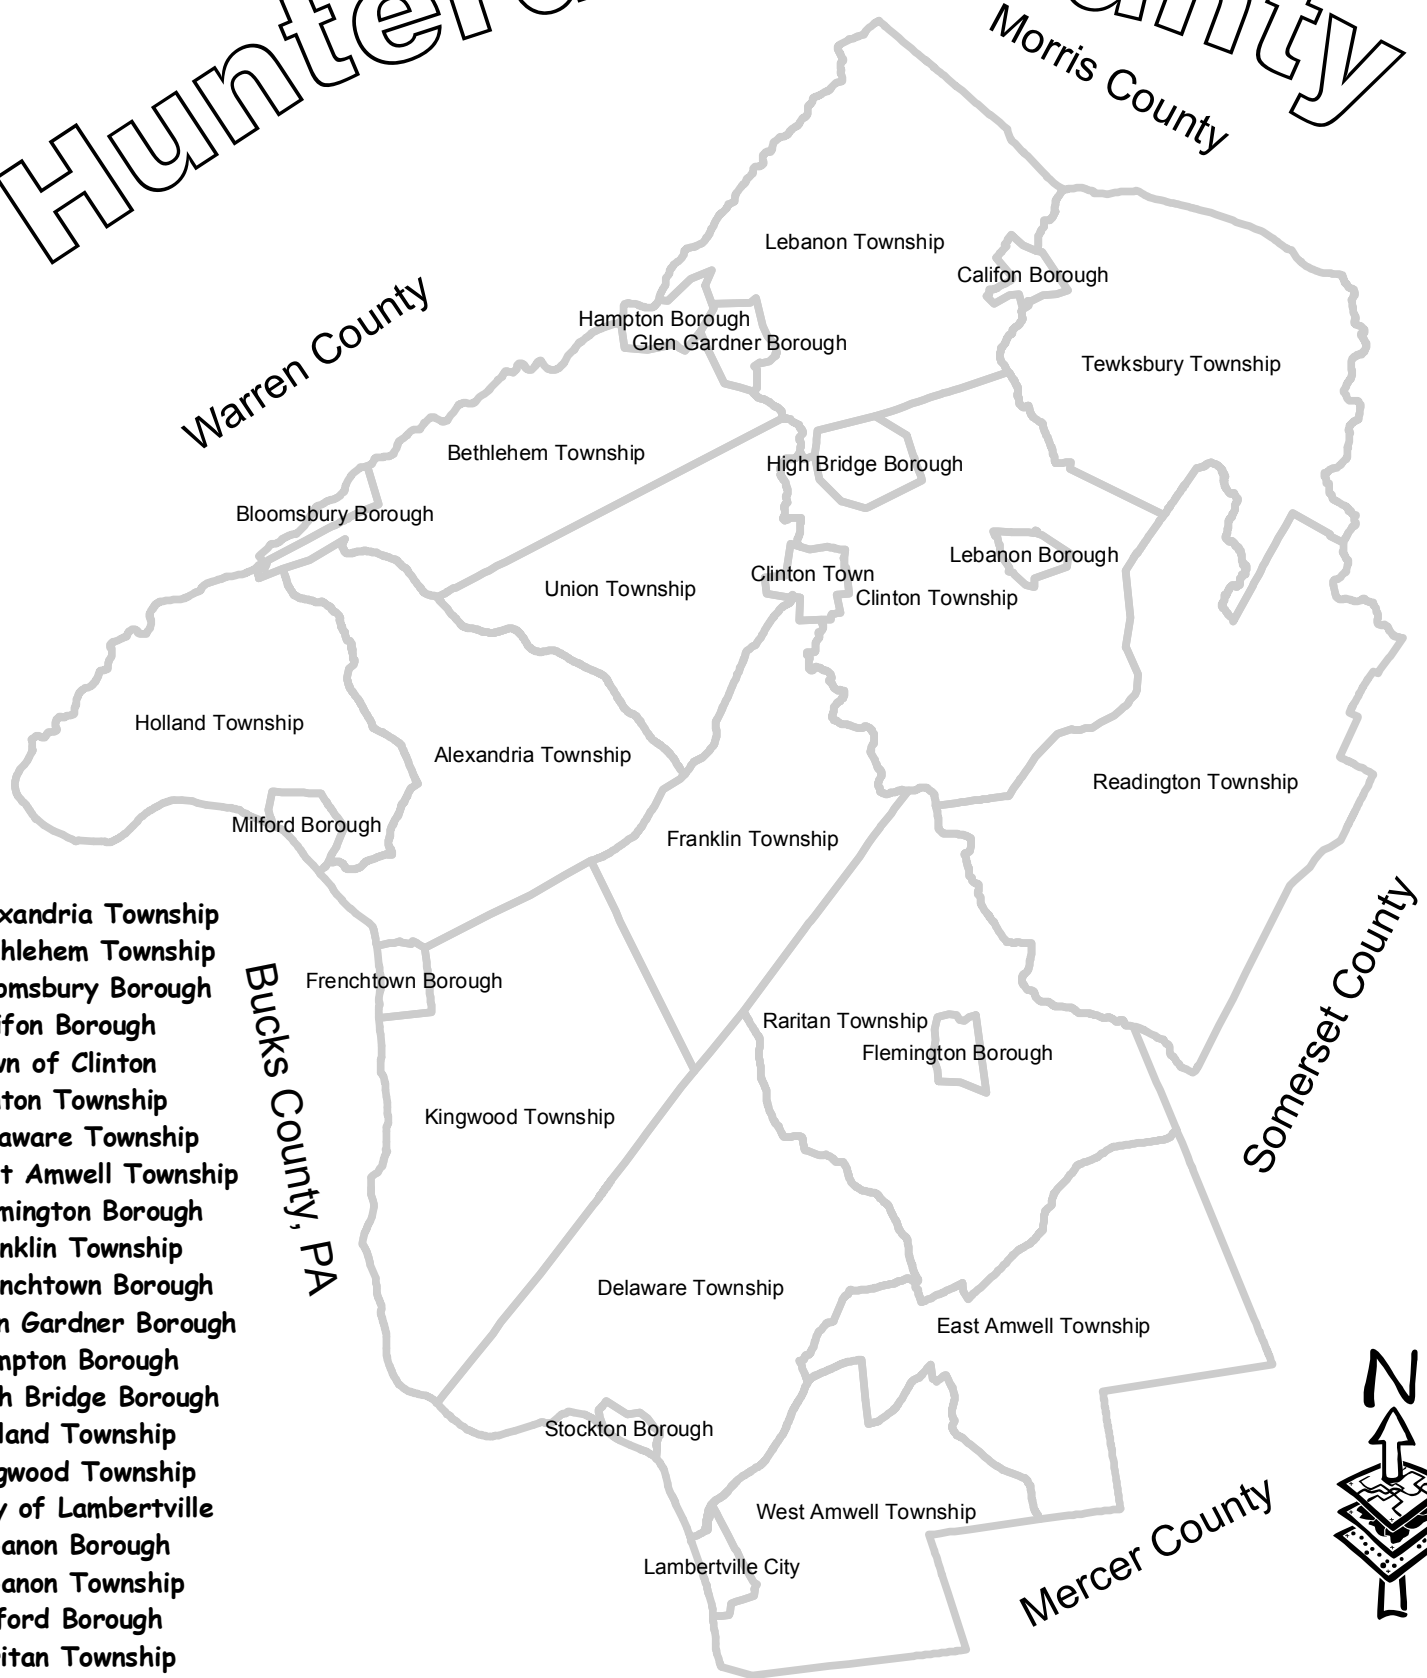 Hunter
unty
Morris County
Warren County
Lebanon Township
Califon Borough
Hampton Borough
Glen Gardner Borough
Tewksbury Township
Bethlehem Township
High Bridge Borough
Bloomsbury Borough
Lebanon Borough
Clinton Town
Union Township
Clinton Township
Holland Township
Alexandria Township
Readington Township
Milford Borough
Franklin Township
Frenchtown Borough
Raritan Township
Flemington Borough
Kingwood Township
Bucks County, PA
Somerset County
Delaware Township
East Amwell Township
Stockton Borough
West Amwell Township
Lambertville City
Mercer County
N
xandria Township
hlehem Township
omsbury Borough
ifon Borough
wn of Clinton
ton Township
aware Township
t Amwell Township
mington Borough
nklin Township
nchtown Borough
n Gardner Borough
mpton Borough
h Bridge Borough
land Township
gwood Township
y of Lambertville
anon Borough
anon Township
ford Borough
itan Township